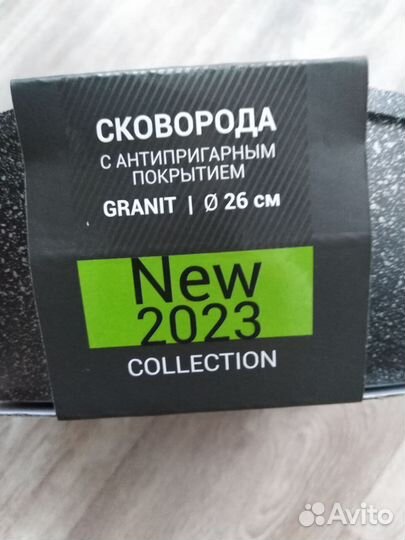 СКОВОРОДА
С АНТИПРИГАРНЫМ
ПОКРЫТИЕМ
GRANIT | Ø 26 см
New
2023
COLLECTION
Avito